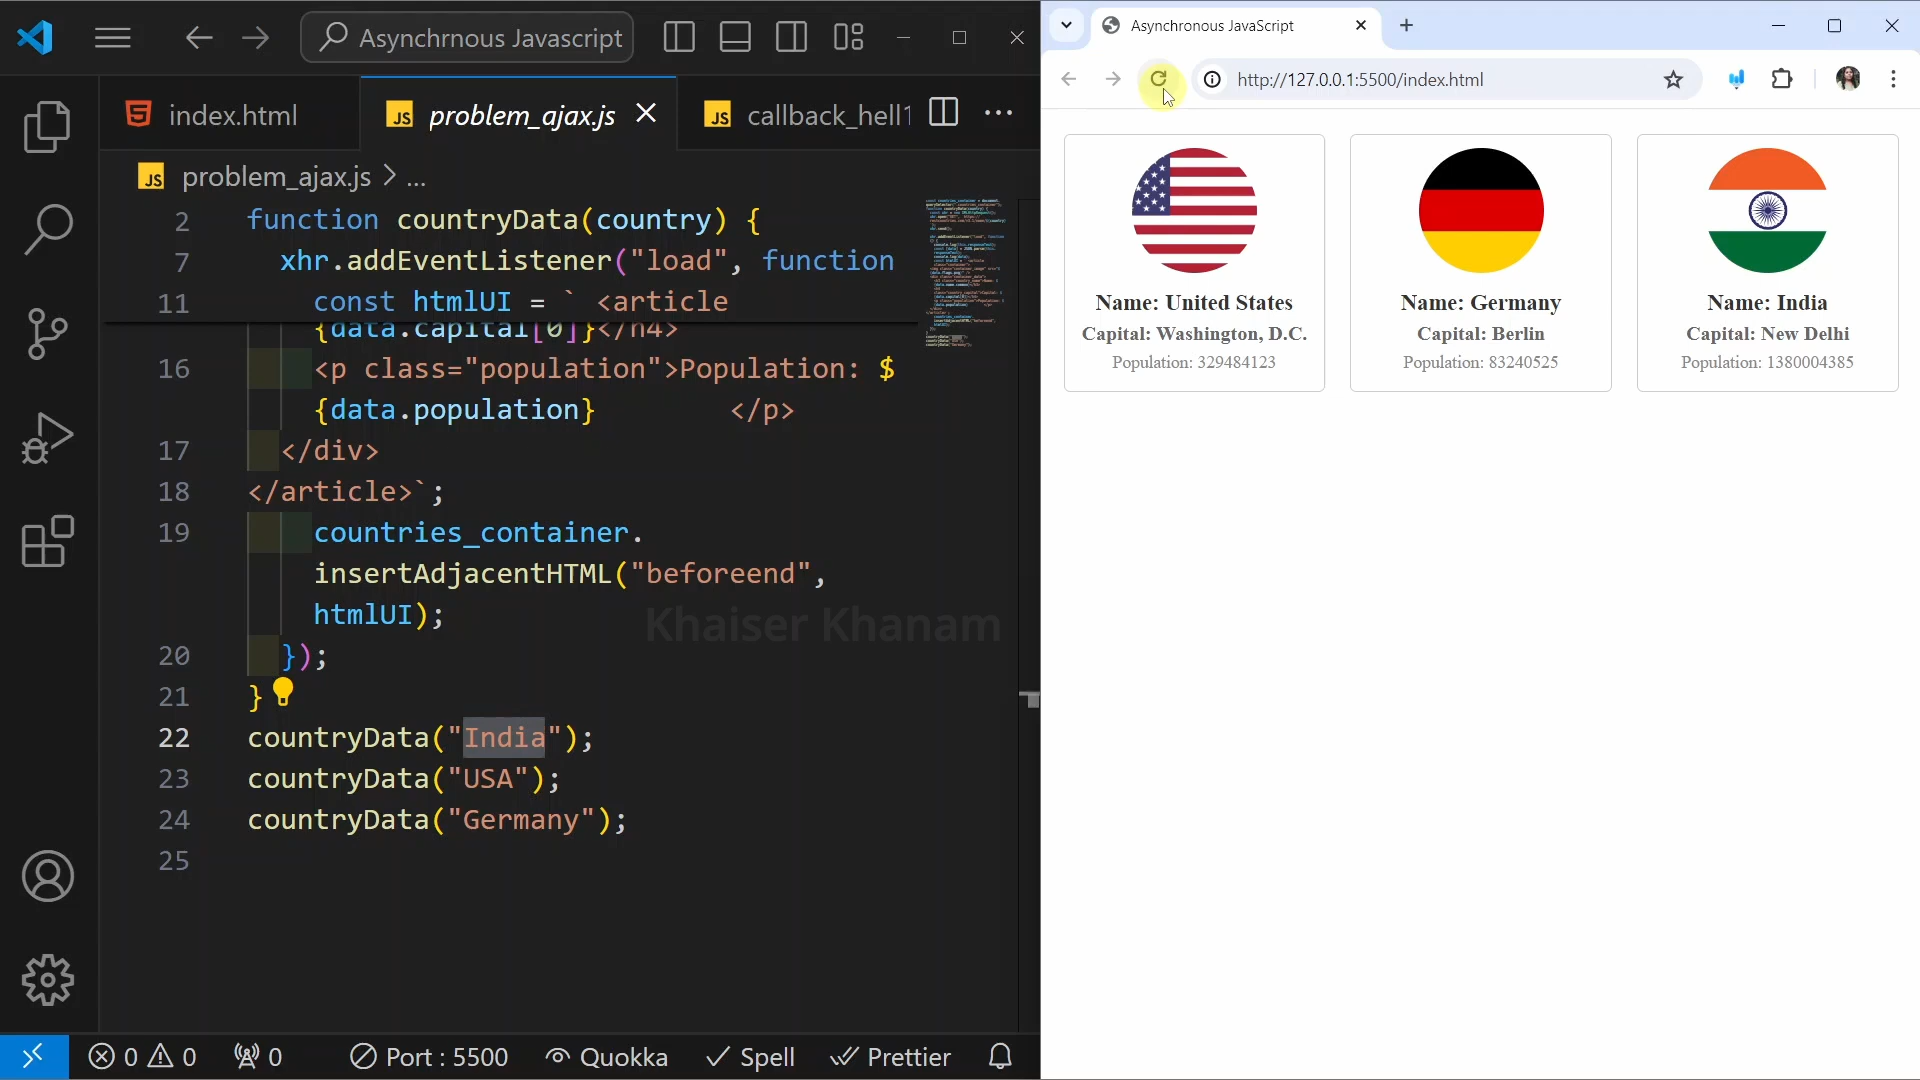 Asynchrnous Javascript
index.html
problem_ajax.js
callback_hell1
problem_ajax.js > ...
2 function countryData(country) {
7 xhr.addEventListener("load", function
11 const htmlUI = ` <article
{data.capital[0]}</h4>
16 <p class="population">Population: $
{data.population} </p>
17 </div>
18 </article>`;
19 countries_container.
insertAdjacentHTML("beforeend",
htmlUI);
20 });
21 }
22 countryData("India");
23 countryData("USA");
24 countryData("Germany");
25
Khaiser Khanam
0 0 0 Port : 5500 Quokka Spell Prettier
Asynchronous JavaScript
http://127.0.0.1:5500/index.html
Name: United States
Capital: Washington, D.C.
Population: 329484123
Name: Germany
Capital: Berlin
Population: 83240525
Name: India
Capital: New Delhi
Population: 1380004385